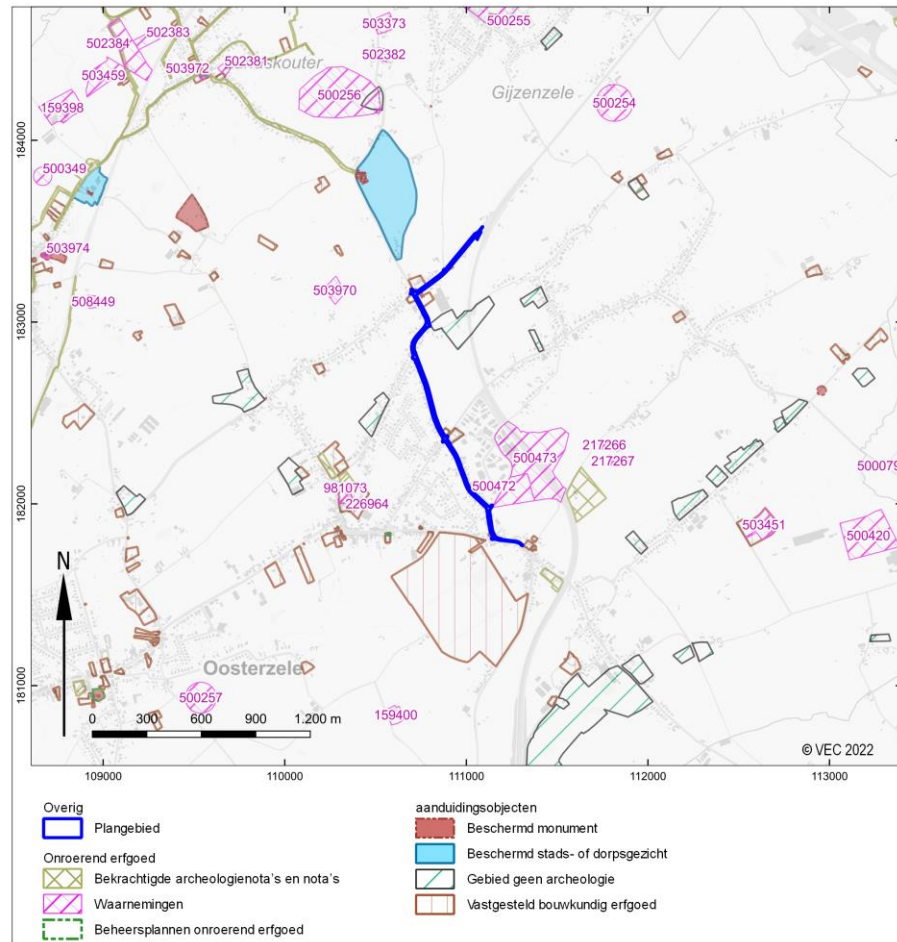 503373
500255
502383
502384
502382
502381
503972
503459
500256
Gijzenzele
500254
159398
184000
500349
503974
503970
508449
183000
500473
217266
217267
500079
500472
981073
226964
182000
503451
500420
N
Oosterzele
181000
500257
159400
0 300 600 900 1.200 m
© VEC 2022
109000 110000 111000 112000 113000
Overig
Plangebied
Onroerend erfgoed
Bekrachtigde archeologienota's en nota's
Waarnemingen
Beheersplannen onroerend erfgoed
aanduidingsobjecten
Beschermd monument
Beschermd stads- of dorpsgezicht
Gebied geen archeologie
Vastgesteld bouwkundig erfgoed